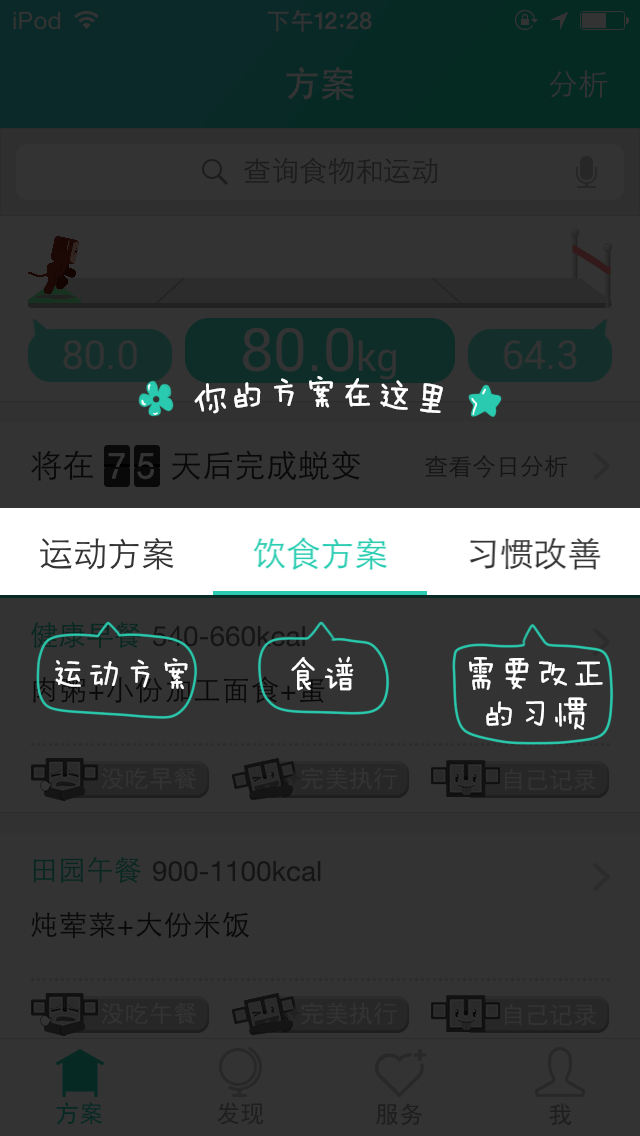 iPod 下午12:28
方案 分析
查询食物和运动
80.0 80.0kg 64.3
你的方案在这里
将在 75 天后完成蜕变 查看今日分析
运动方案 饮食方案 习惯改善
健康早餐 540-660kcal
运动方案 食谱 需要改正
的习惯
肉粥+小份加工面食+蛋
没吃早餐 完美执行 自己记录
田园午餐 900-1100kcal
炖荤菜+大份米饭
没吃午餐 完美执行 自己记录
方案 发现 服务 我